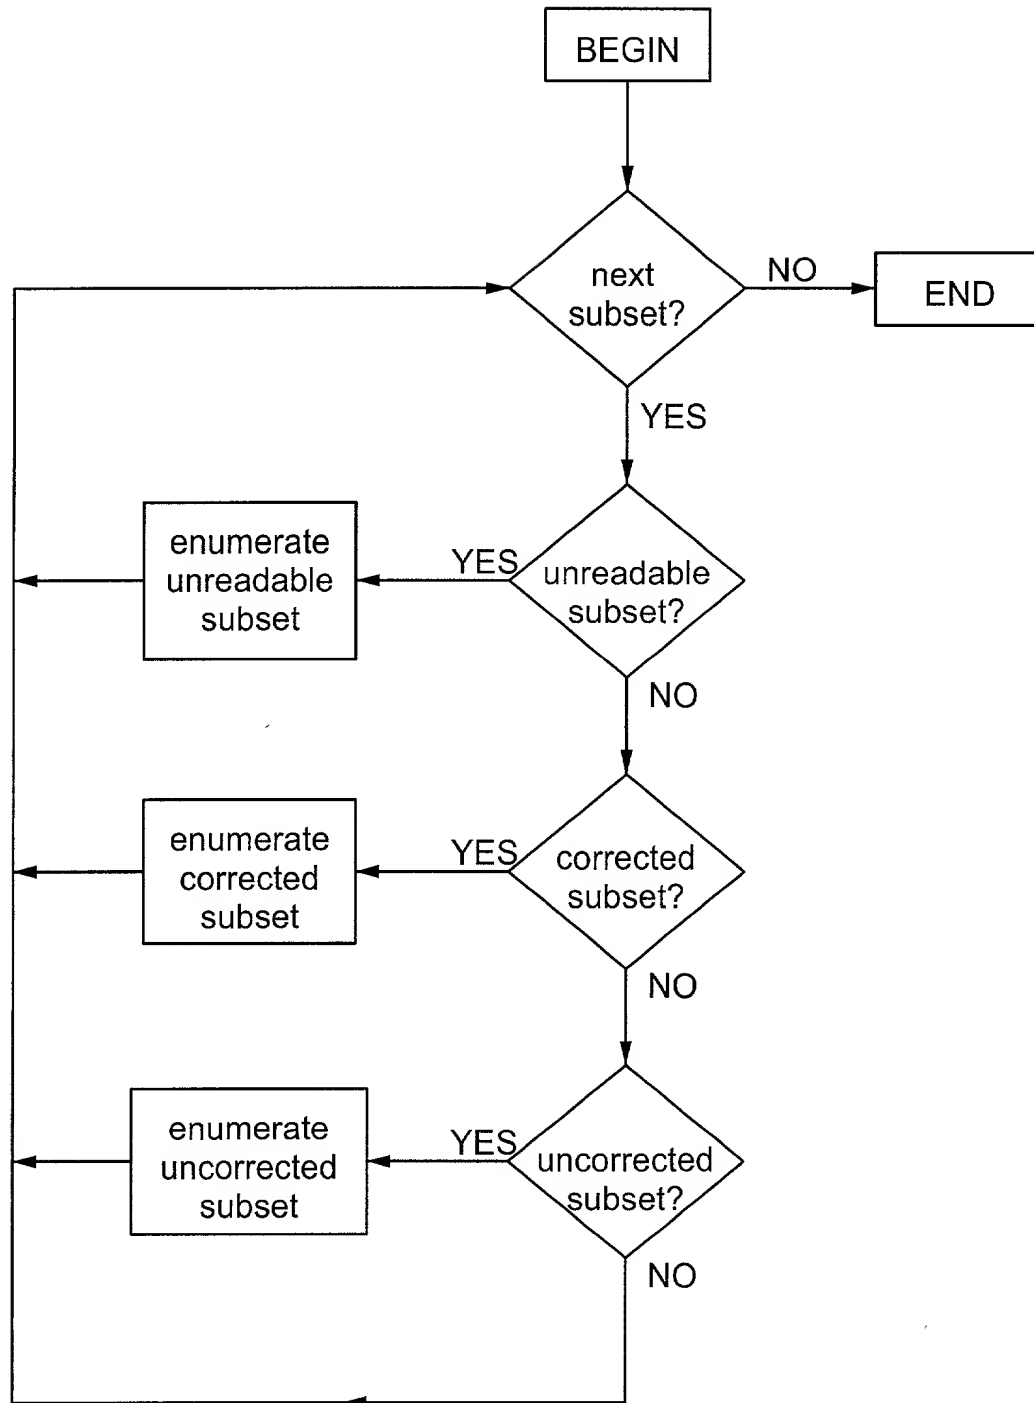 BEGIN
next
subset?
NO
END
YES
enumerate
unreadable
subset
YES
unreadable
subset?
NO
enumerate
corrected
subset
YES
corrected
subset?
NO
enumerate
uncorrected
subset
YES
uncorrected
subset?
NO